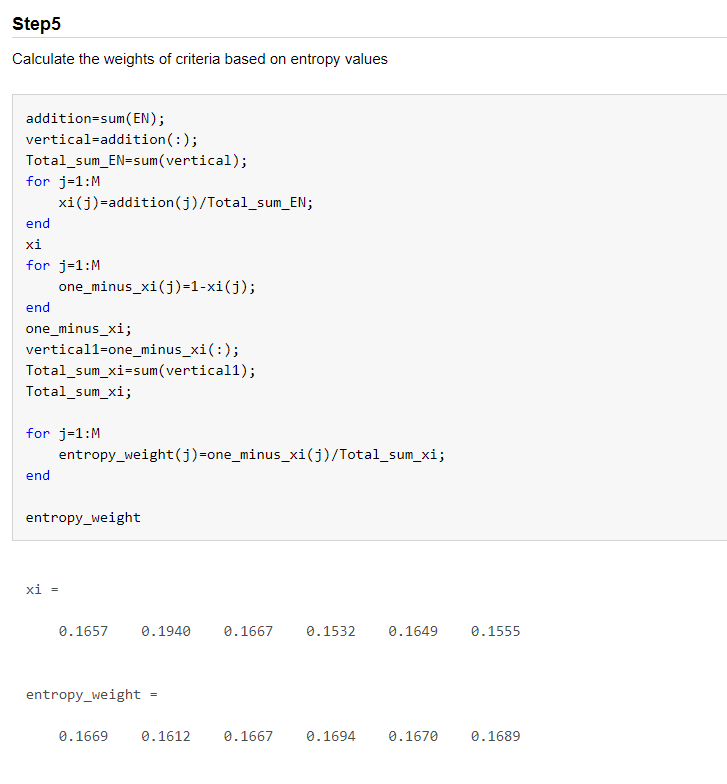 Step5
Calculate the weights of criteria based on entropy values
addition=sum(EN);
vertical=addition(:);
Total_sum_EN=sum(vertical);
for j=1:M
    xi(j)=addition(j)/Total_sum_EN;
end
xi
for j=1:M
    one_minus_xi(j)=1-xi(j);
end
one_minus_xi;
vertical1=one_minus_xi(:);
Total_sum_xi=sum(vertical1);
Total_sum_xi;
for j=1:M
    entropy_weight(j)=one_minus_xi(j)/Total_sum_xi;
end
entropy_weight
xi =
0.1657    0.1940    0.1667    0.1532    0.1649    0.1555
entropy_weight =
0.1669    0.1612    0.1667    0.1694    0.1670    0.1689